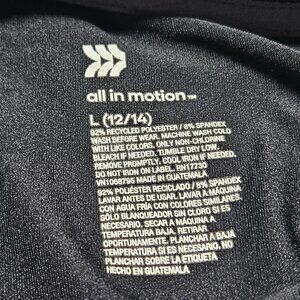 all in motion™
L (12/14)
92% RECYCLED POLYESTER / 8% SPANDEX
WASH BEFORE WEAR. MACHINE WASH COLD
WITH LIKE COLORS. ONLY NON-CHLORINE
BLEACH IF NEEDED. TUMBLE DRY LOW.
REMOVE PROMPTLY. COOL IRON IF NEEDED.
DO NOT IRON ON LABEL. RN17730
VN1068795 MADE IN GUATEMALA
92% POLIÉSTER RECICLADO / 8% SPANDEX
LAVAR ANTES DE USAR. LAVAR A MÁQUINA
CON AGUA FRÍA CON COLORES SIMILARES.
SÓLO BLANQUEADOR SIN CLORO SI ES
NECESARIO. SECAR A MÁQUINA A
TEMPERATURA BAJA. RETIRAR
OPORTUNAMENTE. PLANCHAR A BAJA
TEMPERATURA SI ES NECESARIO. NO
PLANCHAR SOBRE LA ETIQUETA
HECHO EN GUATEMALA